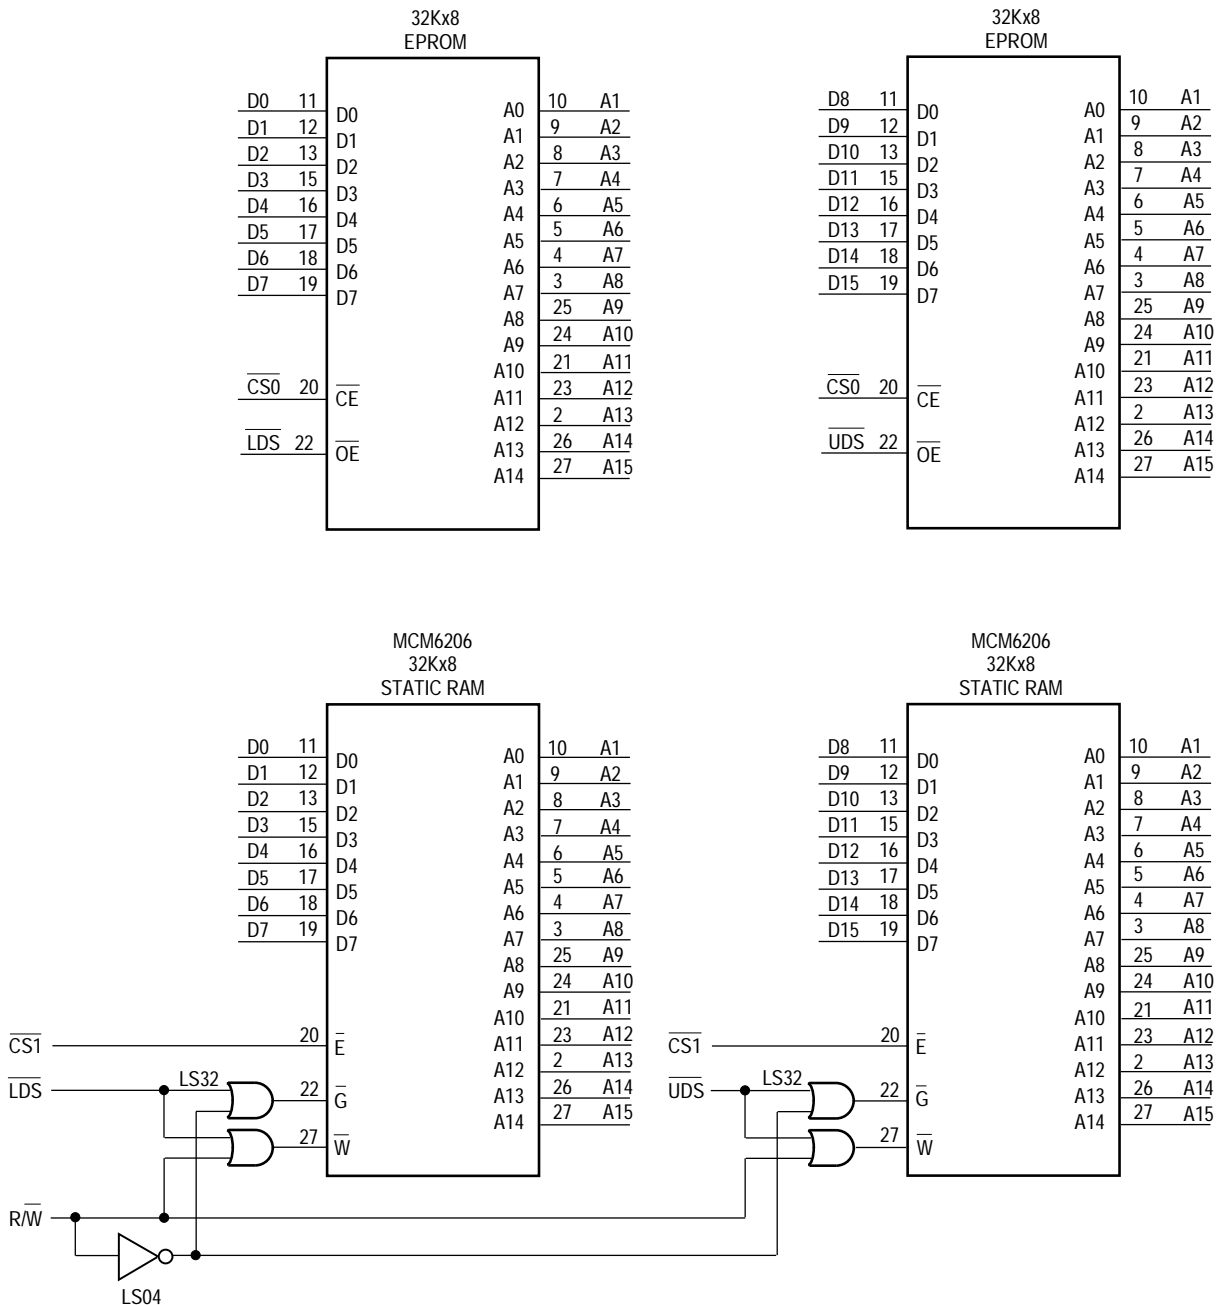 32Kx8
EPROM
D0 11 D0
D1 12 D1
D2 13 D2
D3 15 D3
D4 16 D4
D5 17 D5
D6 18 D6
D7 19 D7
CS0 20 CE
LDS 22 OE
A0 10 A1
A1 9 A2
A2 8 A3
A3 7 A4
A4 6 A5
A5 5 A6
A6 4 A7
A7 3 A8
A8 25 A9
A9 24 A10
A10 21 A11
A11 23 A12
A12 2 A13
A13 26 A14
A14 27 A15
32Kx8
EPROM
D8 11 D0
D9 12 D1
D10 13 D2
D11 15 D3
D12 16 D4
D13 17 D5
D14 18 D6
D15 19 D7
CS0 20 CE
UDS 22 OE
A0 10 A1
A1 9 A2
A2 8 A3
A3 7 A4
A4 6 A5
A5 5 A6
A6 4 A7
A7 3 A8
A8 25 A9
A9 24 A10
A10 21 A11
A11 23 A12
A12 2 A13
A13 26 A14
A14 27 A15
MCM6206
32Kx8
STATIC RAM
D0 11 D0
D1 12 D1
D2 13 D2
D3 15 D3
D4 16 D4
D5 17 D5
D6 18 D6
D7 19 D7
CS1 20 E
LDS LS32 22 G
27 W
R/W
LS04
A0 10 A1
A1 9 A2
A2 8 A3
A3 7 A4
A4 6 A5
A5 5 A6
A6 4 A7
A7 3 A8
A8 25 A9
A9 24 A10
A10 21 A11
A11 23 A12
A12 2 A13
A13 26 A14
A14 27 A15
MCM6206
32Kx8
STATIC RAM
D8 11 D0
D9 12 D1
D10 13 D2
D11 15 D3
D12 16 D4
D13 17 D5
D14 18 D6
D15 19 D7
CS1 20 E
UDS LS32 22 G
27 W
A0 10 A1
A1 9 A2
A2 8 A3
A3 7 A4
A4 6 A5
A5 5 A6
A6 4 A7
A7 3 A8
A8 25 A9
A9 24 A10
A10 21 A11
A11 23 A12
A12 2 A13
A13 26 A14
A14 27 A15